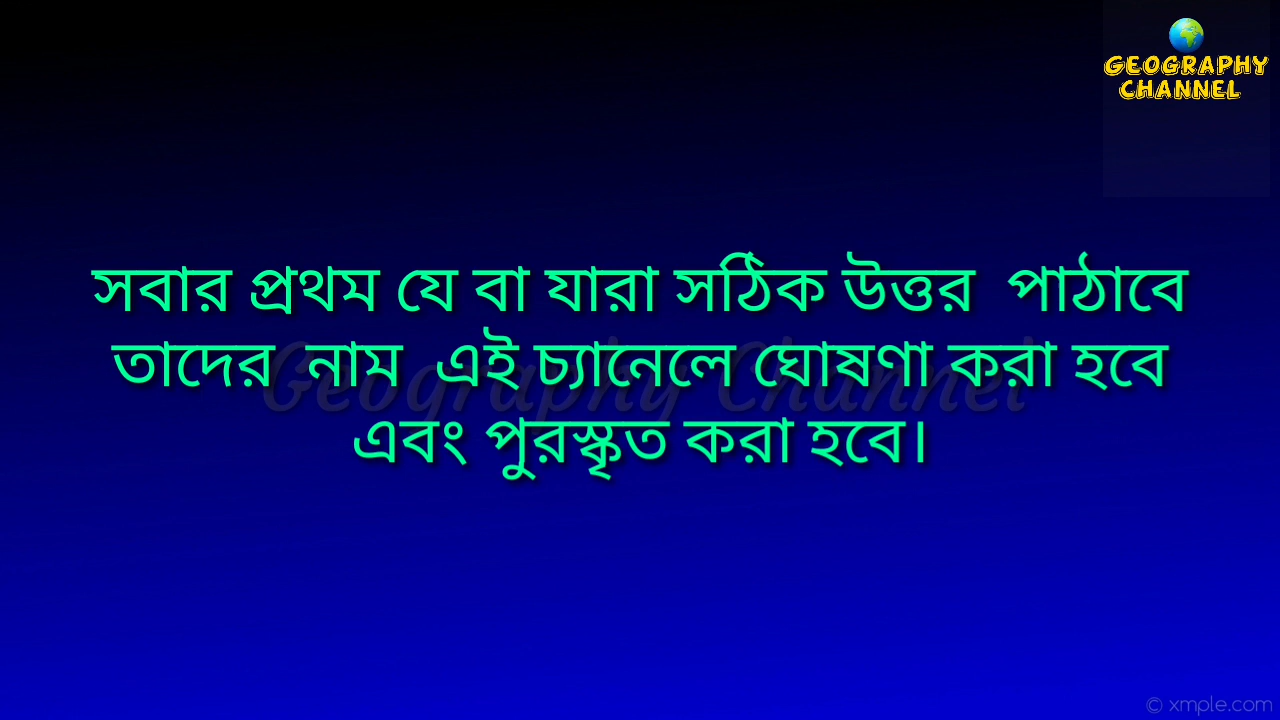 GEOGRAPHY
CHANNEL
সবার প্রথম যে বা যারা সঠিক উত্তর পাঠাবে
তাদের নাম এই চ্যানেলে ঘোষণা করা হবে
Geography Channel
এবং পুরস্কৃত করা হবে।
© xmple.com